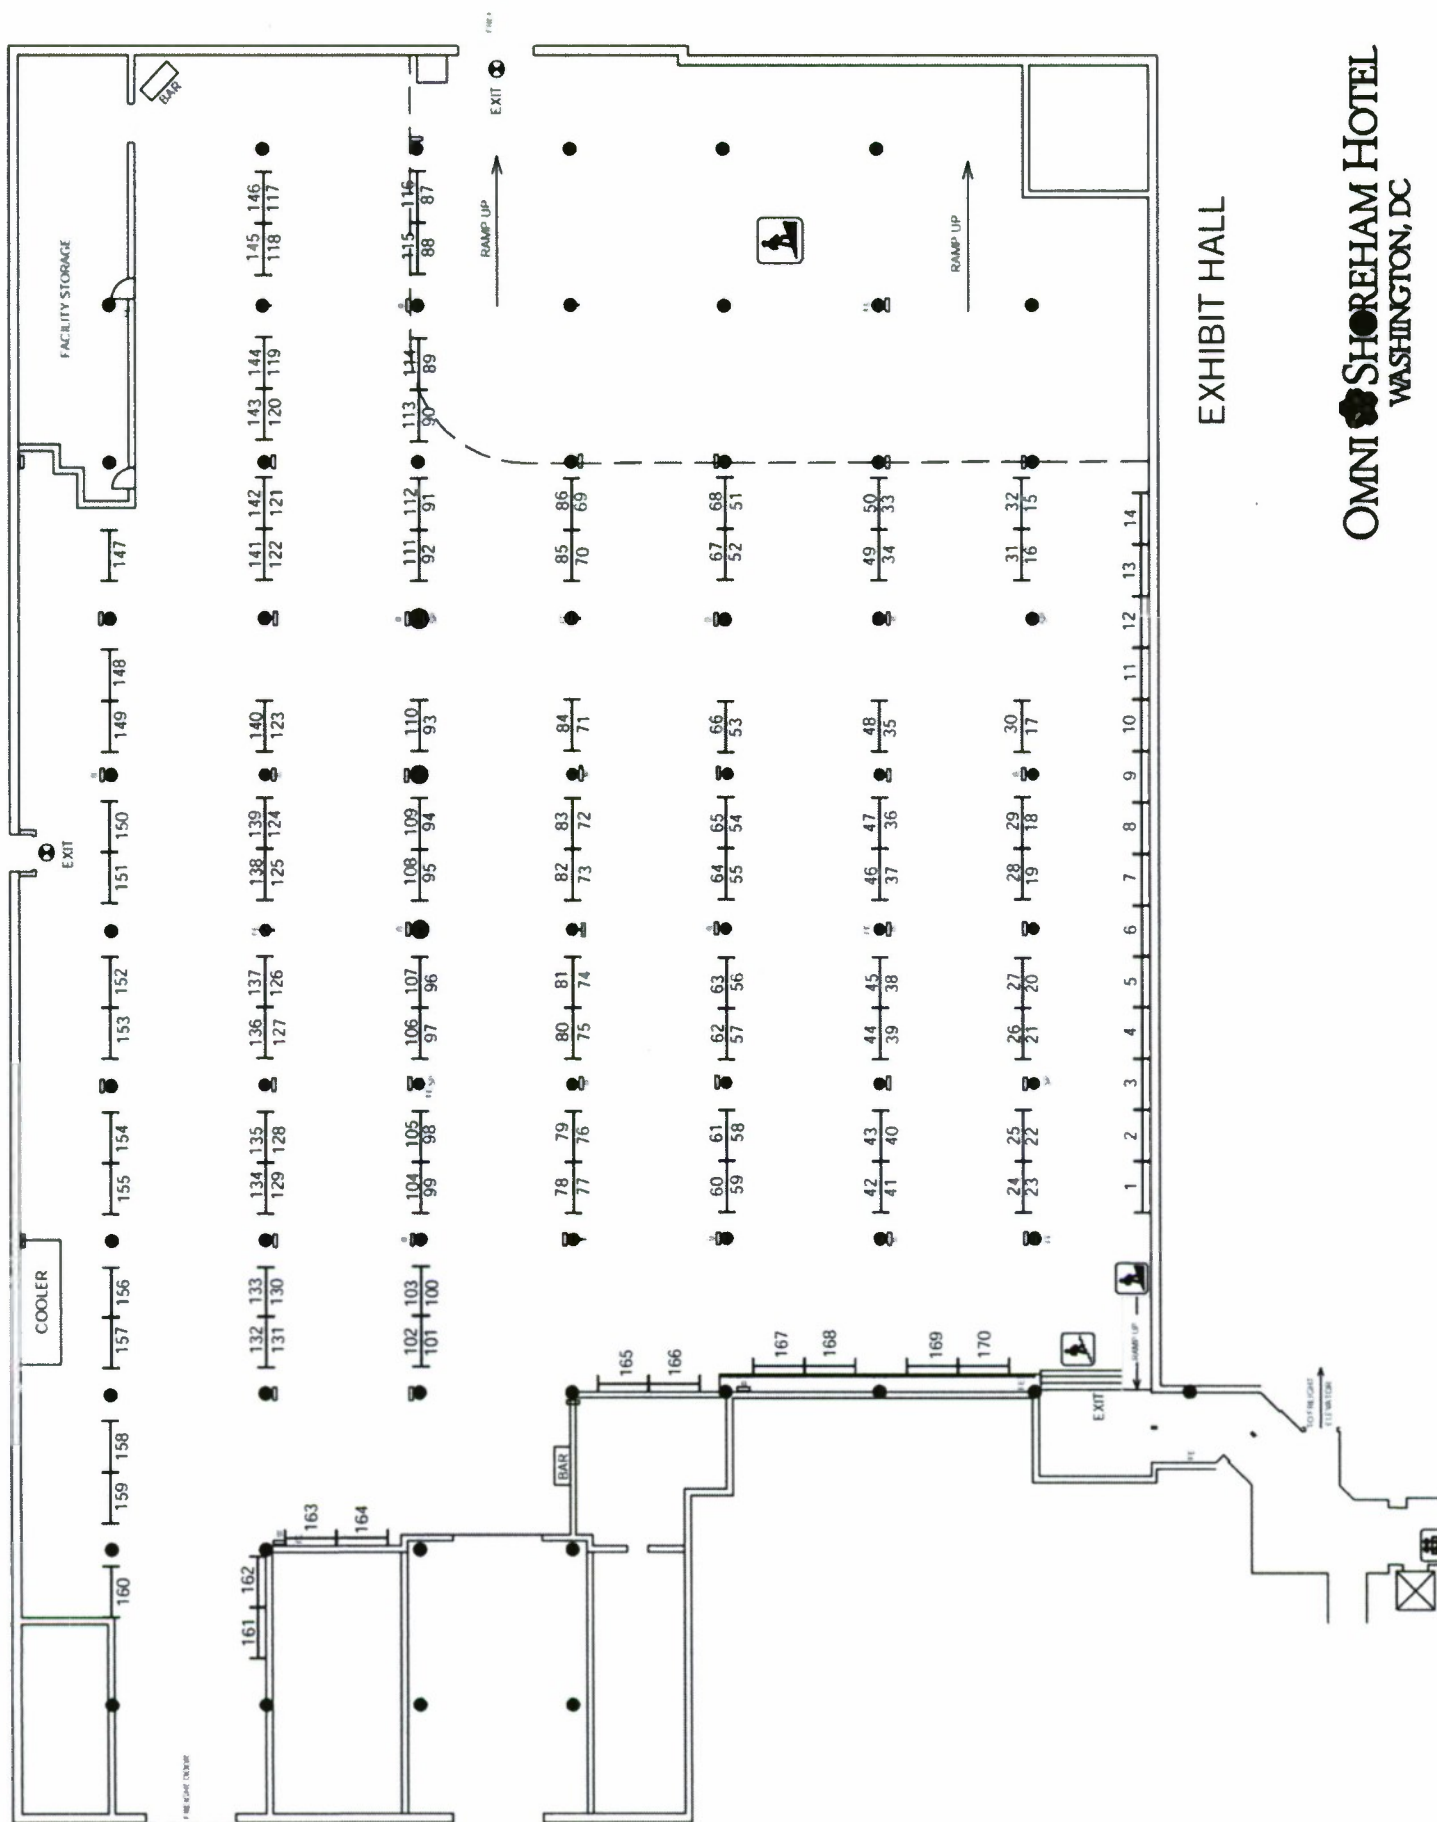 COOLER
EXIT
FACILITY STORAGE
160 159 158 157 156 155 154 153 152 151 150 149 148 147
BAR
161 162 132 133 134 135 136 137 138 139 140 141 142 143 144 145 146
131 130 129 128 127 126 125 124 123 122 121 120 119 118 117
163
164
102 103 104 105 106 107 108 109 110 111 112 113 114 115 116
101 100 99 98 97 96 95 94 93 92 91 90 89 88 87
RAMP UP
EXIT
BAR
78 79 80 81 82 83 84 85 86
77 76 75 74 73 72 71 70 69
165
166
60 61 62 63 64 65 66 67 68
59 58 57 56 55 54 53 52 51
167
168
42 43 44 45 46 47 48 49 50
41 40 39 38 37 36 35 34 33
169
170
RAMP UP
24 25 26 27 28 29 30 31 32
23 22 21 20 19 18 17 16 15
EXIT
RAMP UP
1 2 3 4 5 6 7 8 9 10 11 12 13 14
EXHIBIT HALL
TO FREIGHT
ELEVATOR
OMNI SHOREHAM HOTEL
WASHINGTON, DC